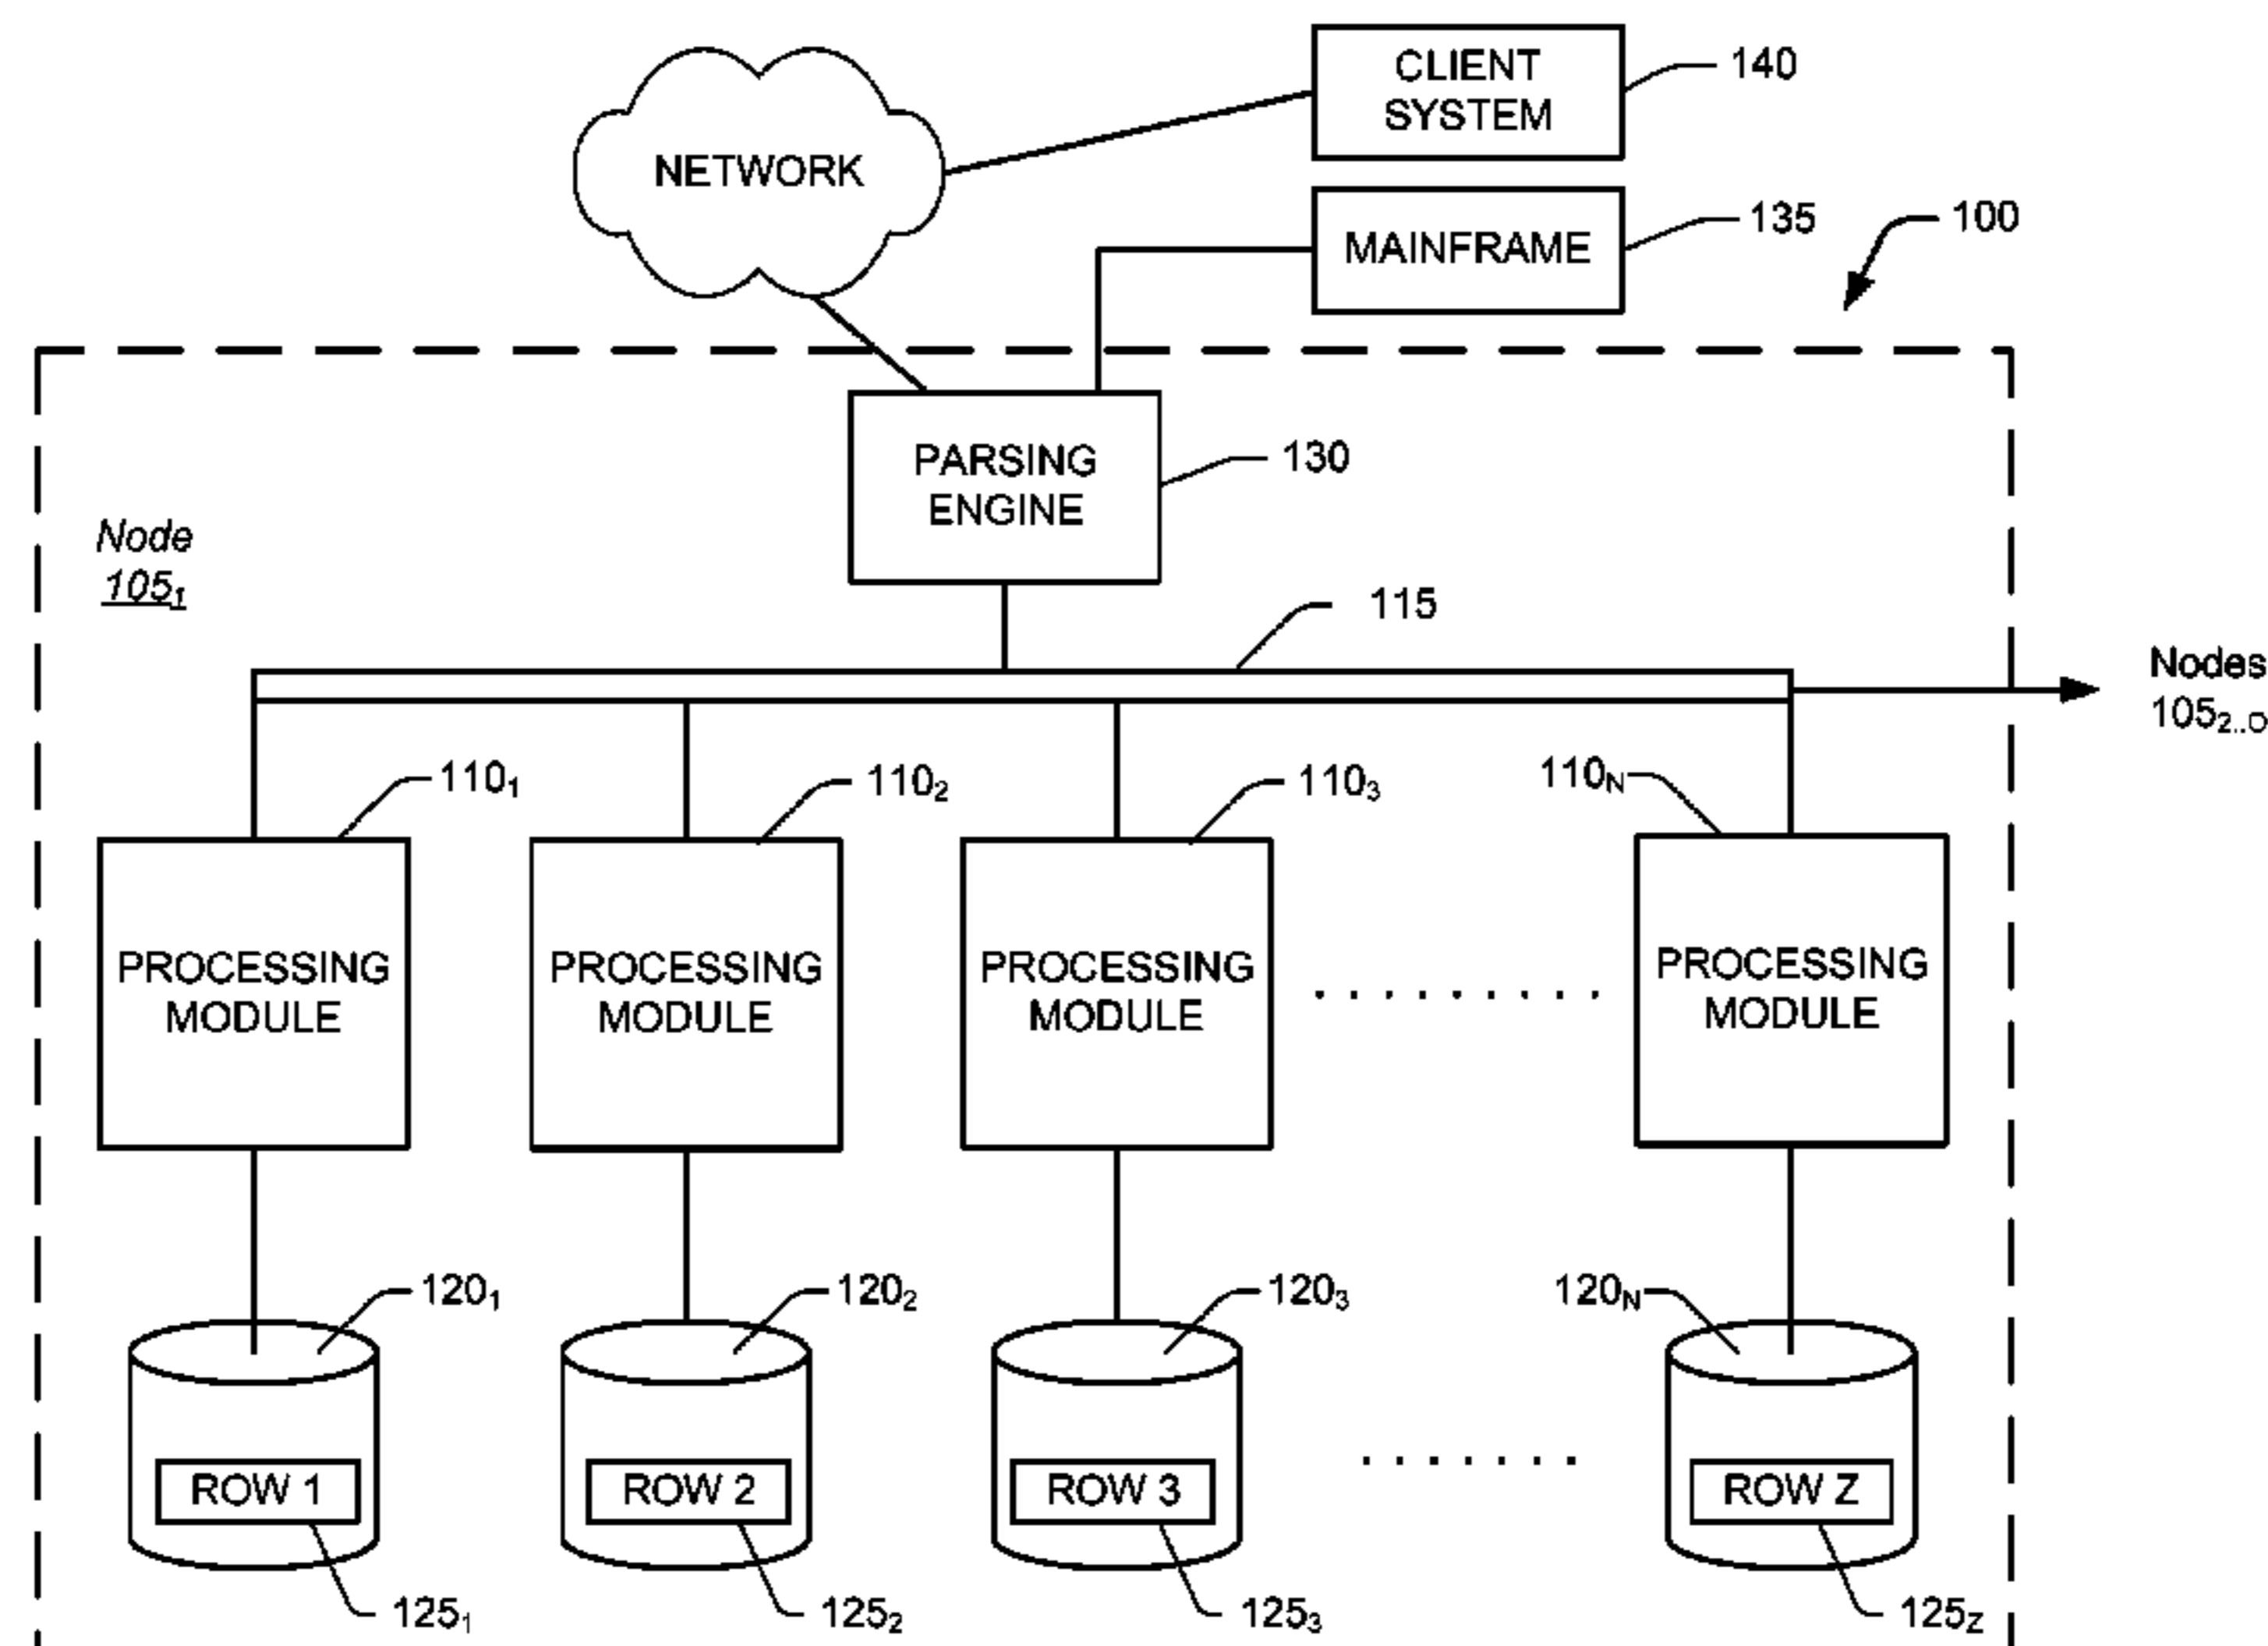 CLIENT
SYSTEM
140
NETWORK
MAINFRAME
135
100
PARSING
ENGINE
130
Node
105₁
115
Nodes
105₂..O
110₁
110₂
110₃
110N
PROCESSING
MODULE
PROCESSING
MODULE
PROCESSING
MODULE
. . . . . . . . .
PROCESSING
MODULE
120₁
120₂
120₃
120N
ROW 1
ROW 2
ROW 3
. . . . . . .
ROW Z
125₁
125₂
125₃
125Z